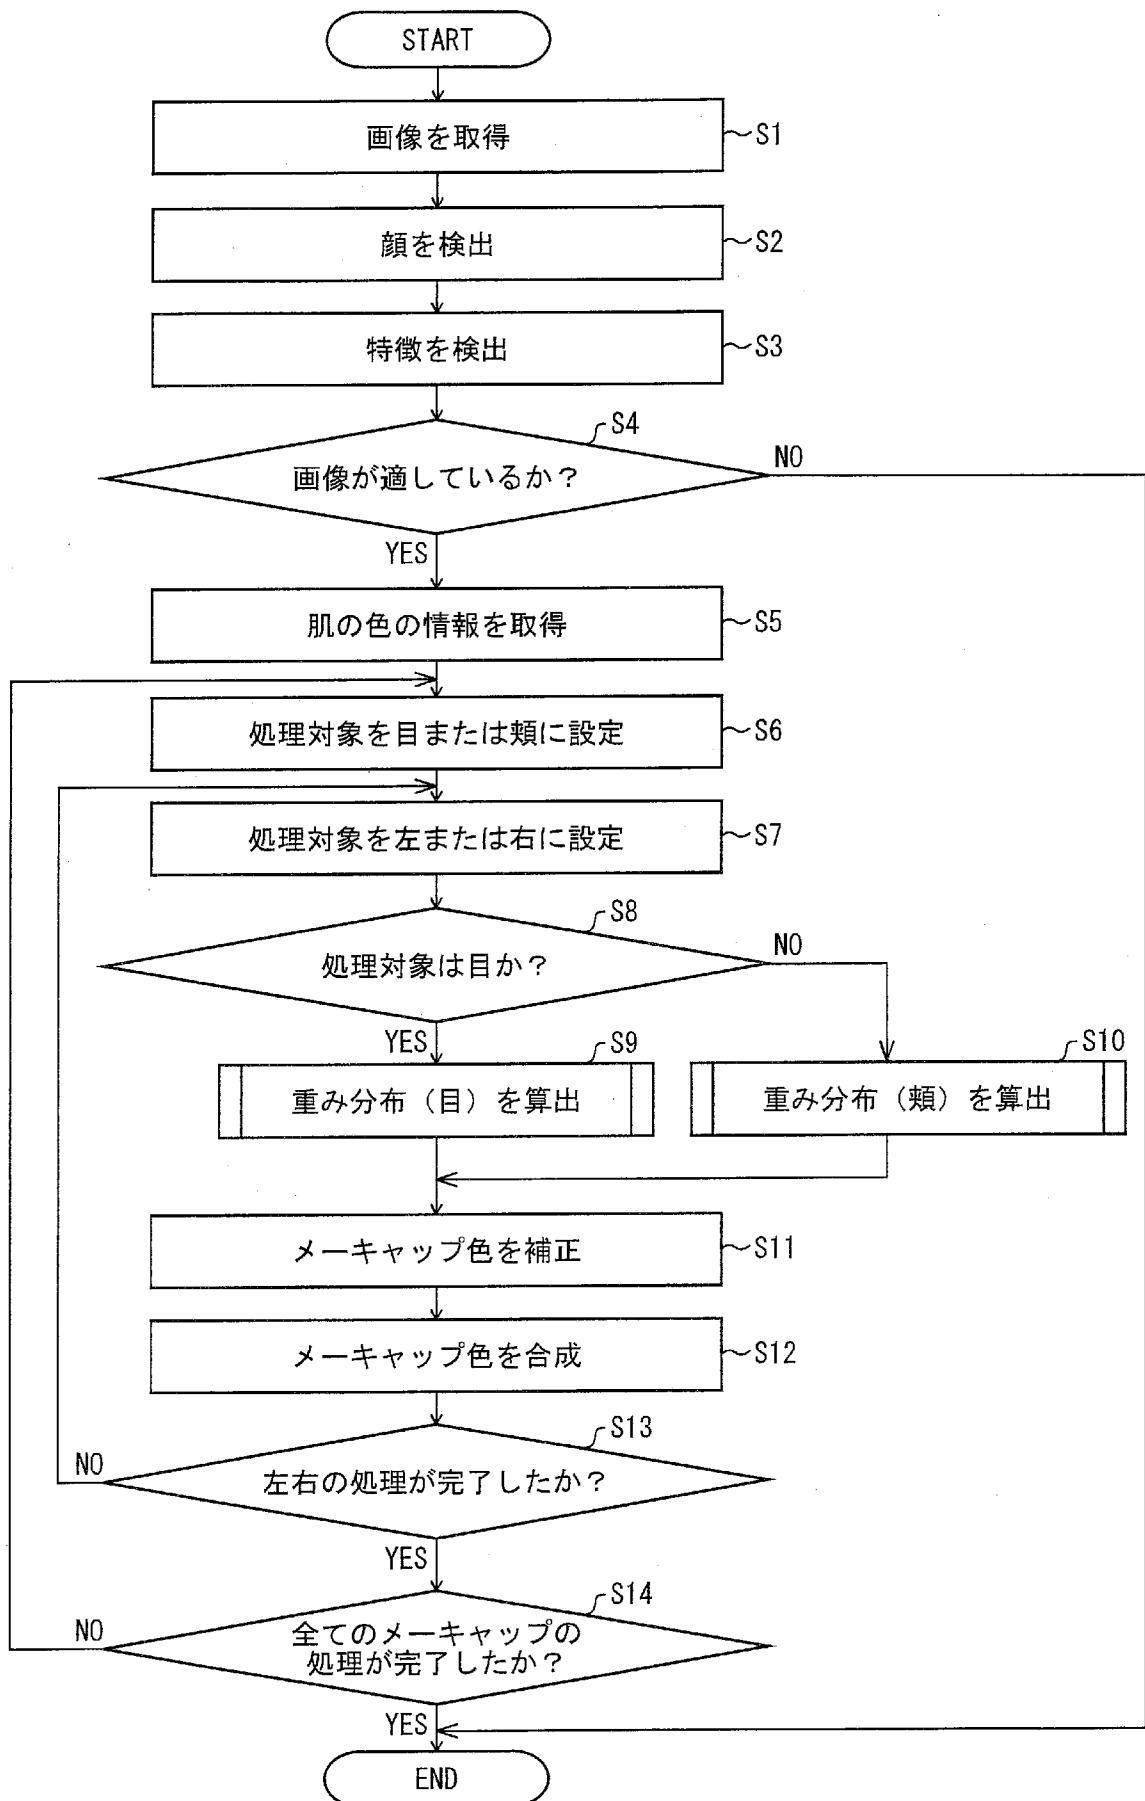 START
画像を取得
S1
顔を検出
S2
特徴を検出
S3
S4
画像が適しているか？
NO
YES
肌の色の情報を取得
S5
処理対象を目または頬に設定
S6
処理対象を左または右に設定
S7
S8
処理対象は目か？
NO
YES
S9
重み分布（目）を算出
S10
重み分布（頬）を算出
メーキャップ色を補正
S11
メーキャップ色を合成
S12
S13
左右の処理が完了したか？
NO
YES
S14
全てのメーキャップの
処理が完了したか？
NO
YES
END